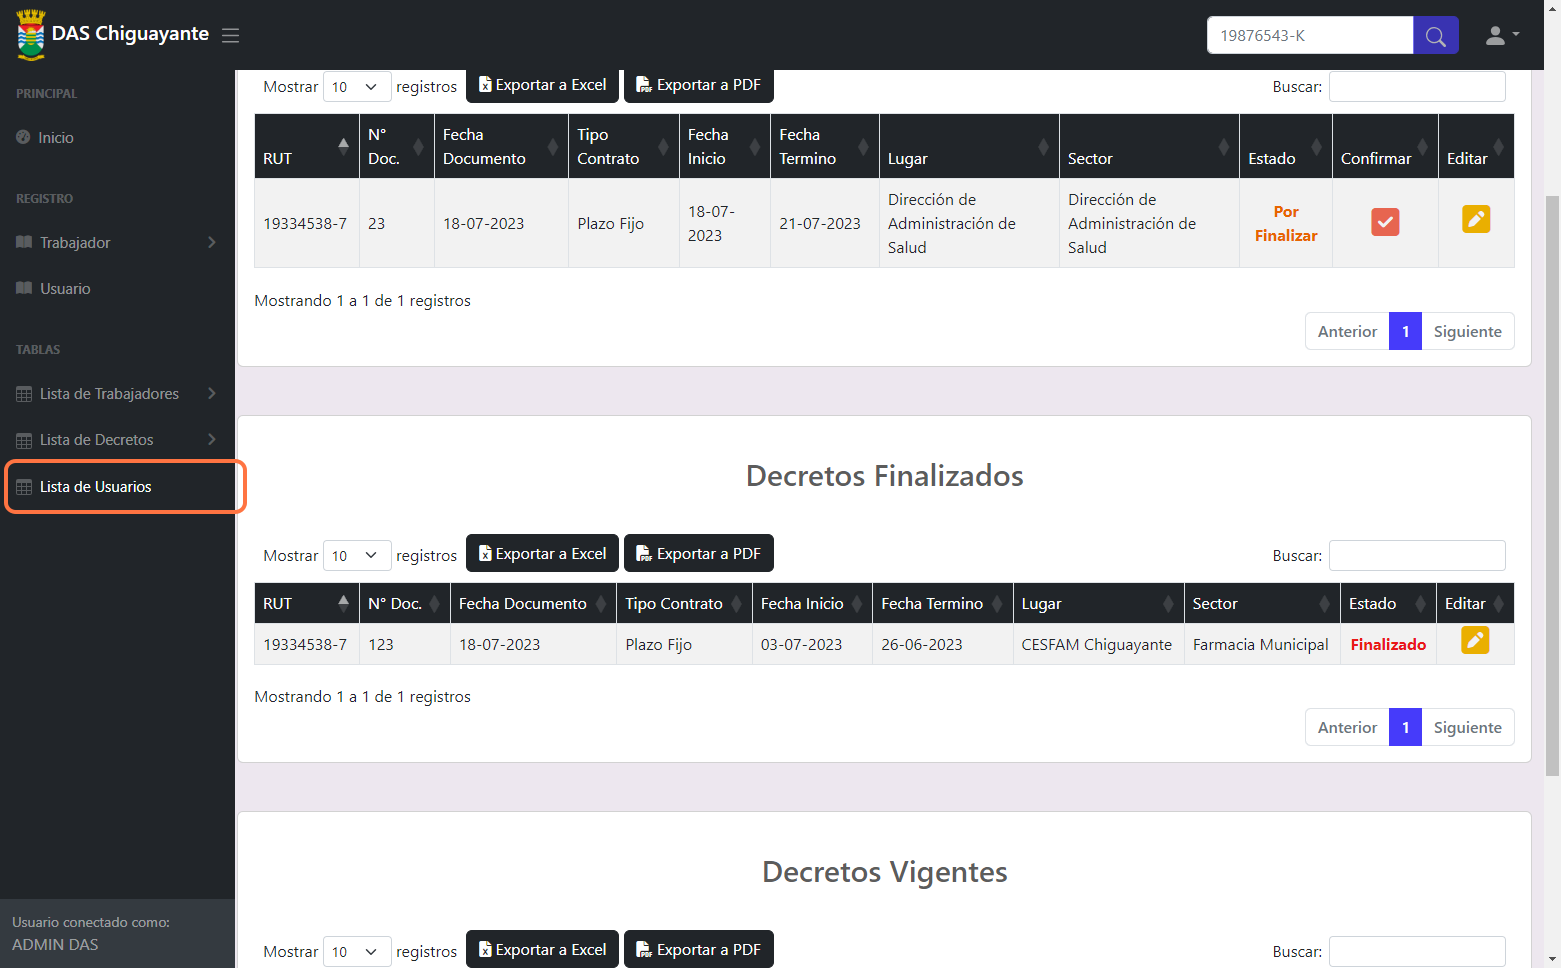 DAS Chiguayante
19876543-K
PRINCIPAL
Inicio
REGISTRO
Trabajador
Usuario
TABLAS
Lista de Trabajadores
Lista de Decretos
Lista de Usuarios
Usuario conectado como:
ADMIN DAS
Mostrar 10 registros Exportar a Excel Exportar a PDF Buscar:
RUT N° Doc. Fecha Documento Tipo Contrato Fecha Inicio Fecha Termino Lugar Sector Estado Confirmar Editar
19334538-7 23 18-07-2023 Plazo Fijo 18-07-2023 21-07-2023 Dirección de Administración de Salud Dirección de Administración de Salud Por Finalizar
Mostrando 1 a 1 de 1 registros
Anterior 1 Siguiente
Decretos Finalizados
Mostrar 10 registros Exportar a Excel Exportar a PDF Buscar:
RUT N° Doc. Fecha Documento Tipo Contrato Fecha Inicio Fecha Termino Lugar Sector Estado Editar
19334538-7 123 18-07-2023 Plazo Fijo 03-07-2023 26-06-2023 CESFAM Chiguayante Farmacia Municipal Finalizado
Mostrando 1 a 1 de 1 registros
Anterior 1 Siguiente
Decretos Vigentes
Mostrar 10 registros Exportar a Excel Exportar a PDF Buscar: